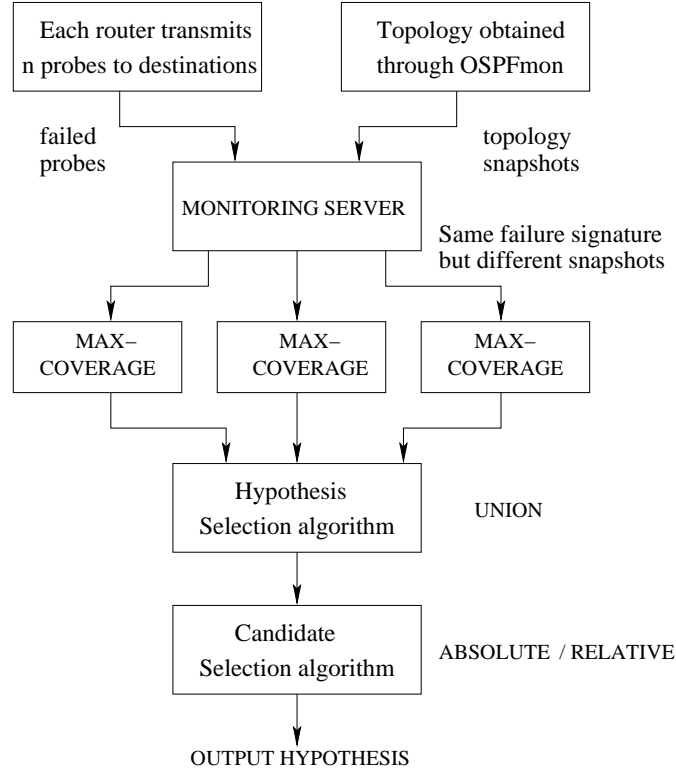 Each router transmits
n probes to destinations
Topology obtained
through OSPFmon
failed
probes
topology
snapshots
MONITORING SERVER
Same failure signature
but different snapshots
MAX–
COVERAGE
MAX–
COVERAGE
MAX–
COVERAGE
Hypothesis
Selection algorithm
UNION
Candidate
Selection algorithm
ABSOLUTE / RELATIVE
OUTPUT HYPOTHESIS